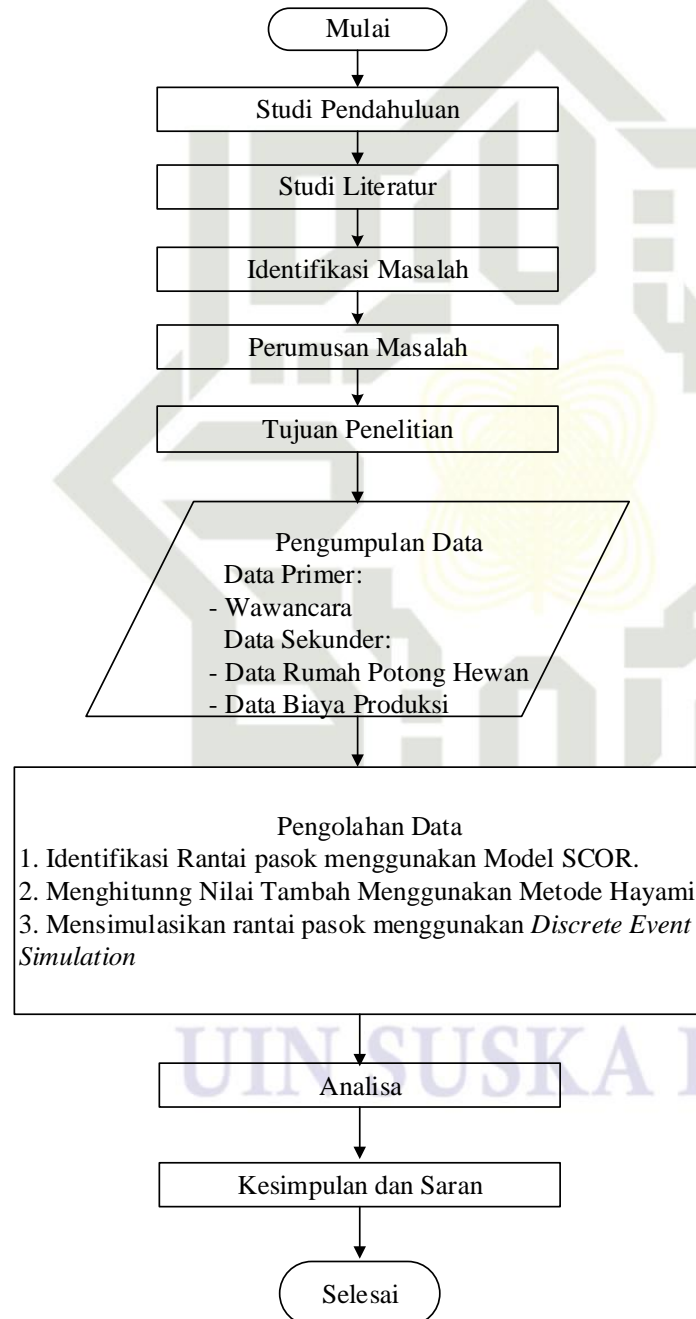 Mulai
Studi Pendahuluan
Studi Literatur
Identifikasi Masalah
Perumusan Masalah
Tujuan Penelitian
Pengumpulan Data
Data Primer:
- Wawancara
Data Sekunder:
- Data Rumah Potong Hewan
- Data Biaya Produksi
Pengolahan Data
1. Identifikasi Rantai pasok menggunakan Model SCOR.
2. Menghitunng Nilai Tambah Menggunakan Metode Hayami
3. Mensimulasikan rantai pasok menggunakan Discrete Event
Simulation
UIN SUSKA
Analisa
Kesimpulan dan Saran
Selesai